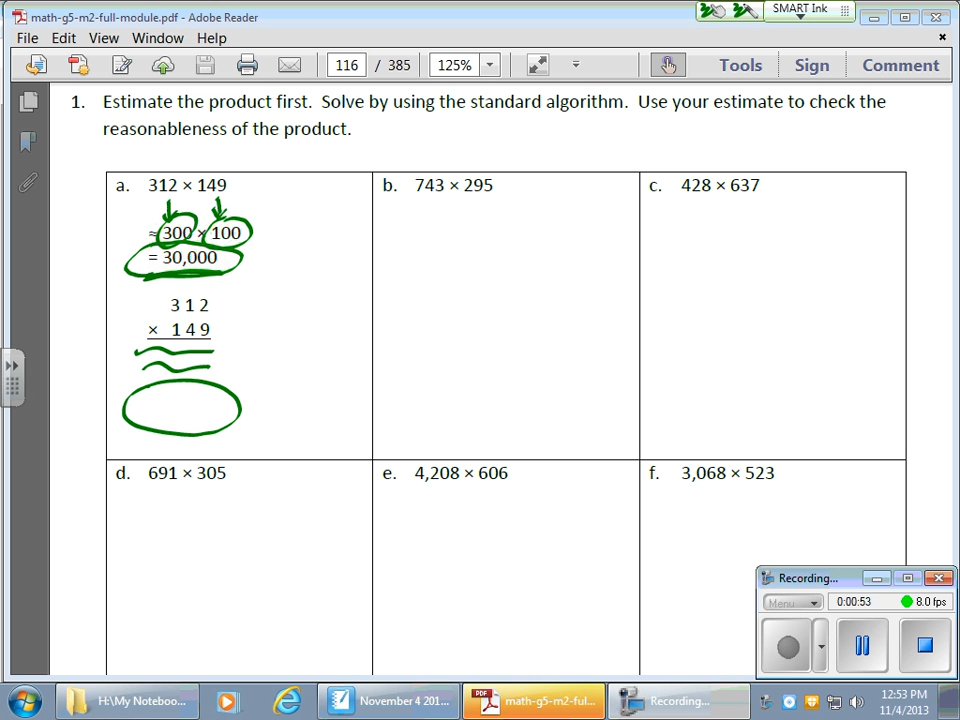 math-g5-m2-full-module.pdf - Adobe Reader
SMART Ink
File Edit View Window Help
116 / 385 125% Tools Sign Comment
1. Estimate the product first. Solve by using the standard algorithm. Use your estimate to check the
reasonableness of the product.
a. 312 × 149
≈ 300 × 100
= 30,000
3 1 2
× 1 4 9
b. 743 × 295
c. 428 × 637
d. 691 × 305
e. 4,208 × 606
f. 3,068 × 523
Recording...
Menu 0:00:53 8.0 fps
H:\My Noteboo... November 4 201... PDF math-g5-m2-ful... Recording... 12:53 PM
11/4/2013